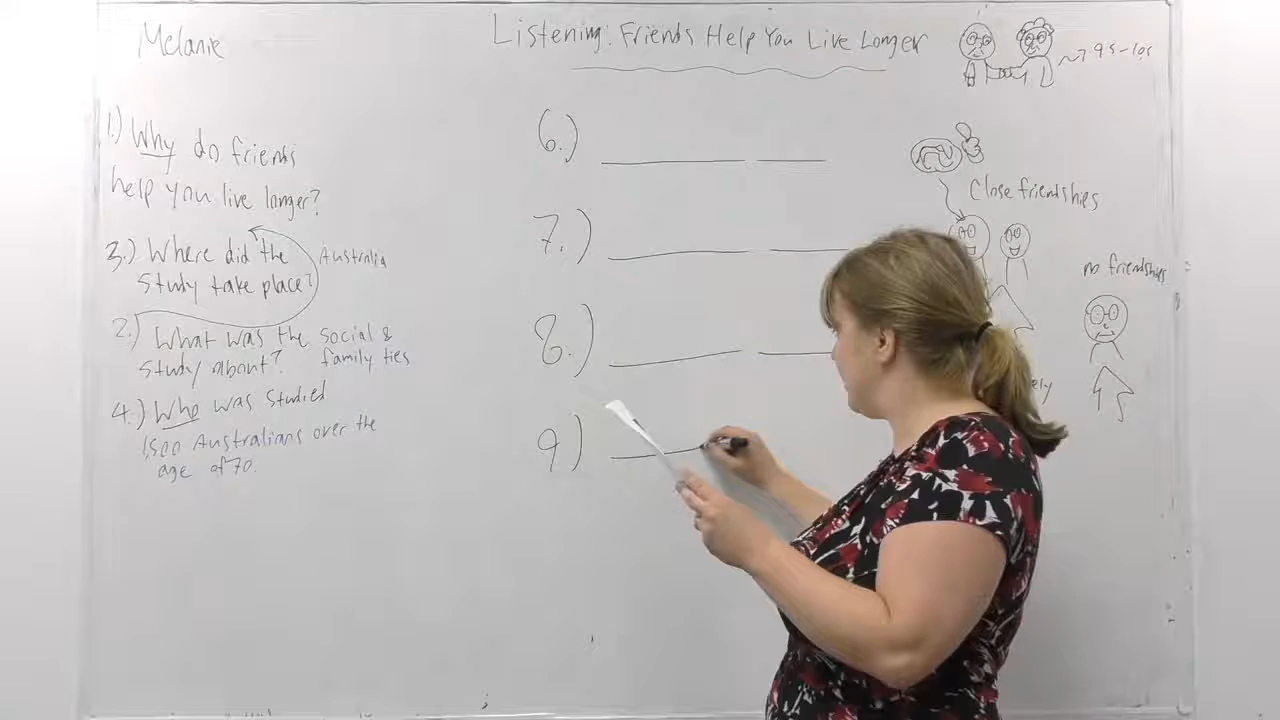 Melanie
Listening: Friends Help You Live Longer
1.) Why do friends
help you live longer?
3.) Where did the
study take place?
Australia
2.) What was the
study about?
social &
family ties
4.) Who was studied
1500 Australians over the
age of 70.
6.)
7.)
8.)
9)
Close friendships
no friendships